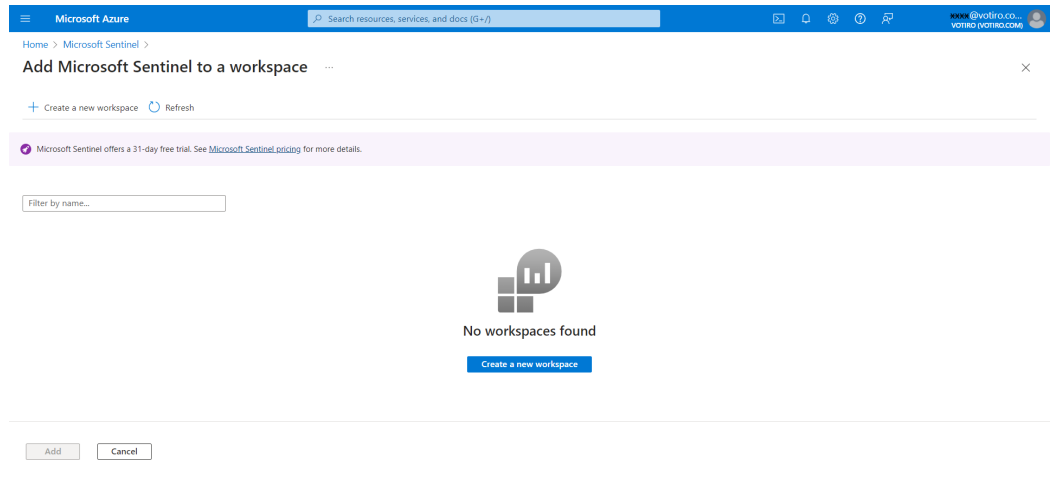 Microsoft Azure
Search resources, services, and docs (G+/)
@votiro.co...
VOTIRO (VOTIRO.COM)
Home > Microsoft Sentinel >
Add Microsoft Sentinel to a workspace ...
Create a new workspace Refresh
Microsoft Sentinel offers a 31-day free trial. See Microsoft Sentinel pricing for more details.
Filter by name...
No workspaces found
Create a new workspace
Add Cancel